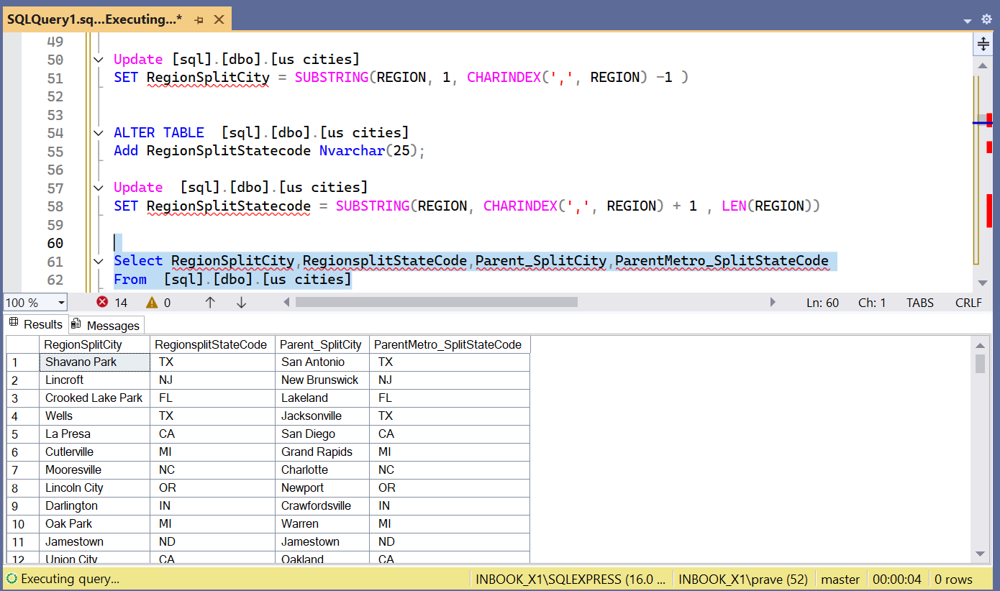 SQLQuery1.sq...Executing...*
49
50 Update [sql].[dbo].[us cities]
51 SET RegionSplitCity = SUBSTRING(REGION, 1, CHARINDEX(',', REGION) -1 )
52
53
54 ALTER TABLE  [sql].[dbo].[us cities]
55 Add RegionSplitStatecode Nvarchar(25);
56
57 Update  [sql].[dbo].[us cities]
58 SET RegionSplitStatecode = SUBSTRING(REGION, CHARINDEX(',', REGION) + 1 , LEN(REGION))
59
60
61 Select RegionSplitCity,RegionsplitStateCode,Parent_SplitCity,ParentMetro_SplitStateCode
62 From  [sql].[dbo].[us cities]
100 % 14 0 Ln: 60 Ch: 1 TABS CRLF
Results Messages
RegionSplitCity RegionsplitStateCode Parent_SplitCity ParentMetro_SplitStateCode
1 Shavano Park TX San Antonio TX
2 Lincroft NJ New Brunswick NJ
3 Crooked Lake Park FL Lakeland FL
4 Wells TX Jacksonville TX
5 La Presa CA San Diego CA
6 Cutlerville MI Grand Rapids MI
7 Mooresville NC Charlotte NC
8 Lincoln City OR Newport OR
9 Darlington IN Crawfordsville IN
10 Oak Park MI Warren MI
11 Jamestown ND Jamestown ND
12 Union City CA Oakland CA
Executing query... INBOOK_X1\SQLEXPRESS (16.0 ... INBOOK_X1\prave (52) master 00:00:04 0 rows